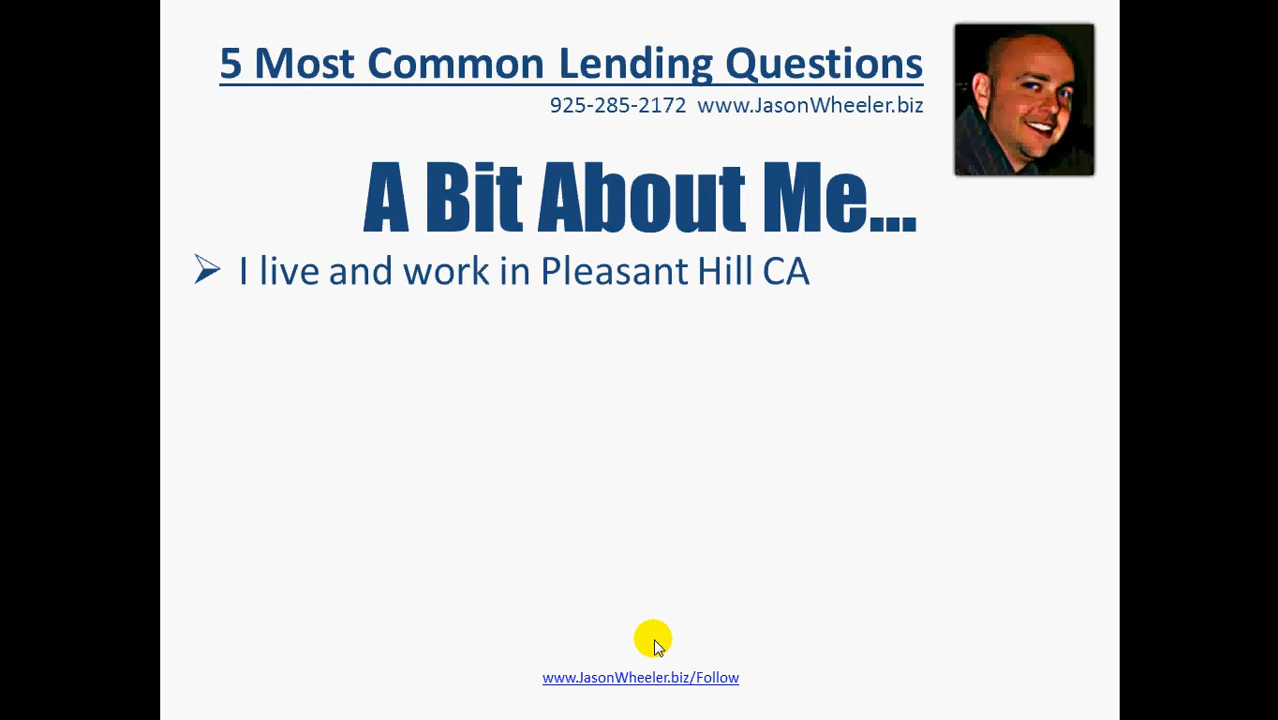 5 Most Common Lending Questions
925-285-2172 www.JasonWheeler.biz
A Bit About Me...
I live and work in Pleasant Hill CA
www.JasonWheeler.biz/Follow